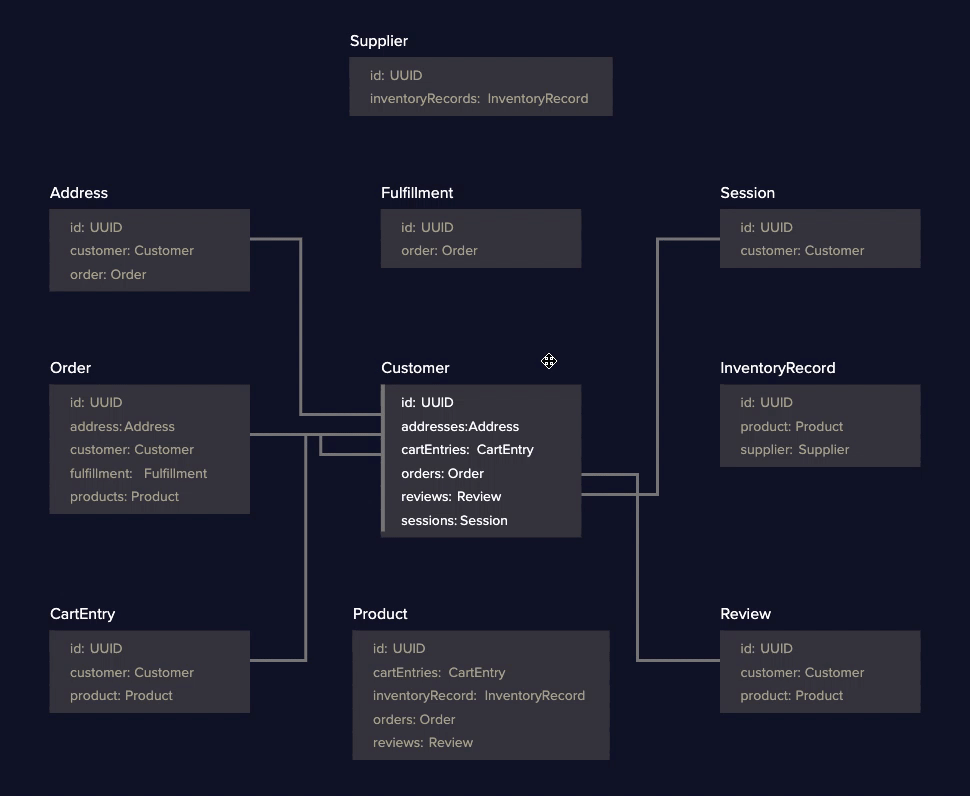 Supplier
id: UUID
inventoryRecords: InventoryRecord
Address
id: UUID
customer: Customer
order: Order
Fulfillment
id: UUID
order: Order
Session
id: UUID
customer: Customer
Order
id: UUID
address: Address
customer: Customer
fulfillment: Fulfillment
products: Product
Customer
id: UUID
addresses:Address
cartEntries: CartEntry
orders: Order
reviews: Review
sessions: Session
InventoryRecord
id: UUID
product: Product
supplier: Supplier
CartEntry
id: UUID
customer: Customer
product: Product
Product
id: UUID
cartEntries: CartEntry
inventoryRecord: InventoryRecord
orders: Order
reviews: Review
Review
id: UUID
customer: Customer
product: Product